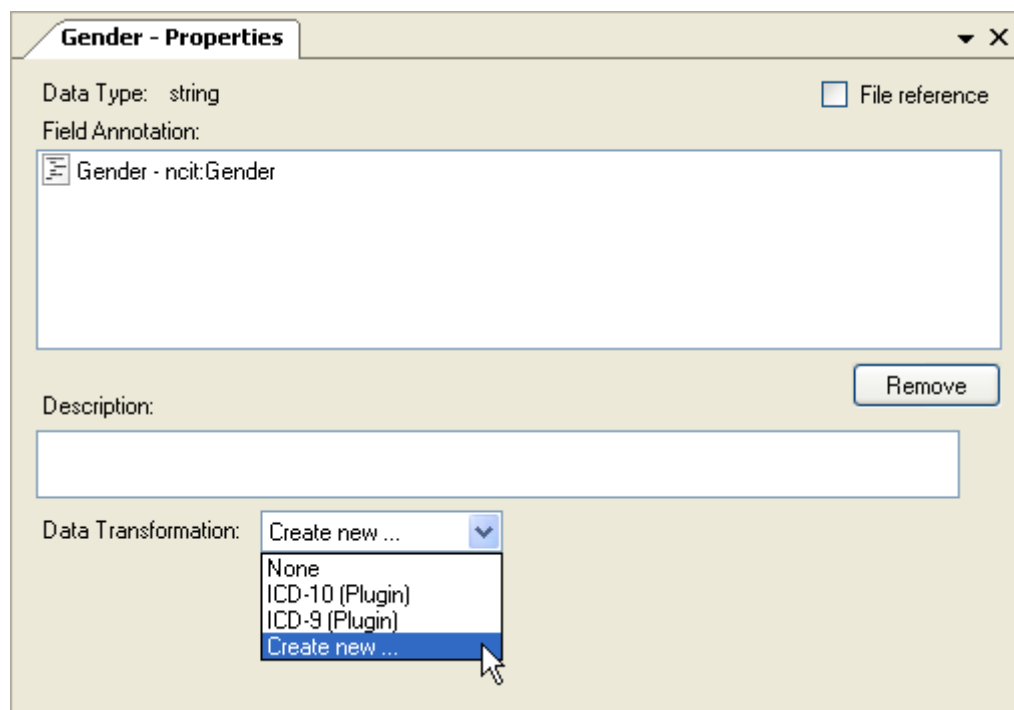 Gender - Properties
Data Type: string
File reference
Field Annotation:
Gender - ncit:Gender
Remove
Description:
Data Transformation:
Create new ...
None
ICD-10 (Plugin)
ICD-9 (Plugin)
Create new ...